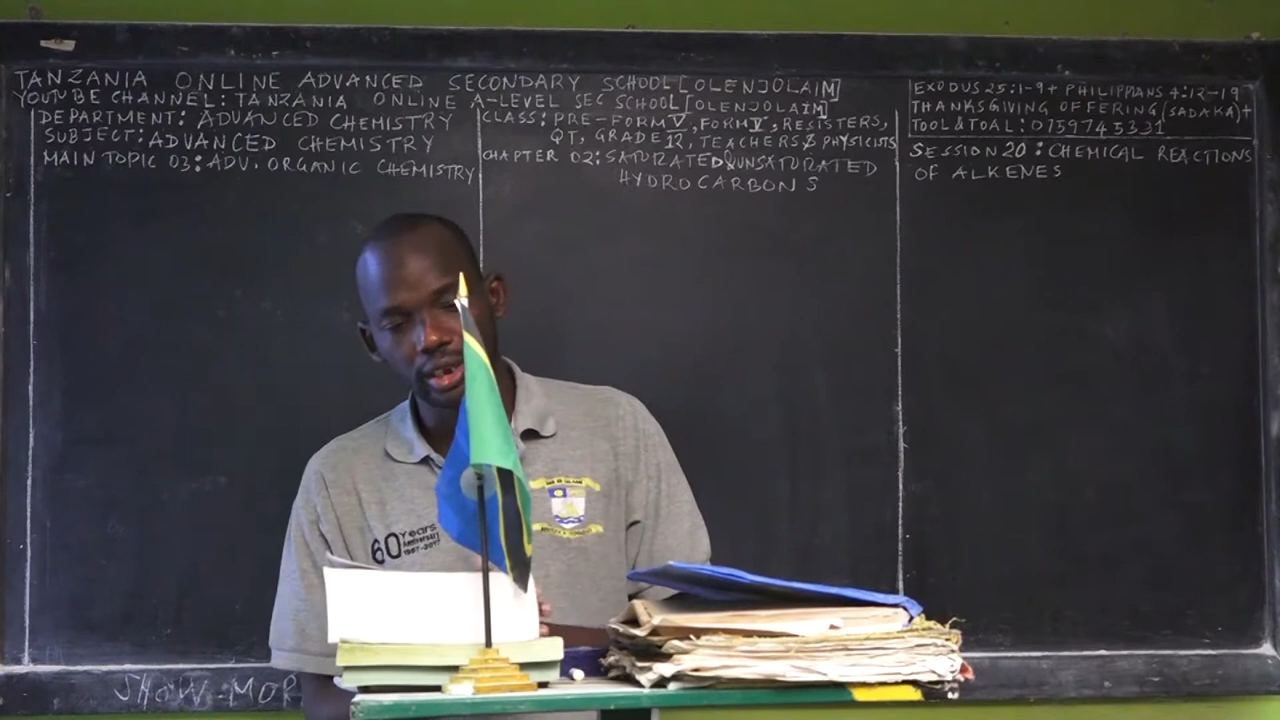 TANZANIA ONLINE ADVANCED SECONDARY SCHOOL [OLENJOLAIM]
YOUTUBE CHANNEL: TANZANIA ONLINE A-LEVEL SEC SCHOOL [OLENJOLAIM]
DEPARTMENT: ADVANCED CHEMISTRY
SUBJECT: ADVANCED CHEMISTRY
MAIN TOPIC 03: ADV. ORGANIC CHEMISTRY
CLASS: PRE-FORM V, FORM V, RESISTERS,
QT, GRADE 12, TEACHERS & PHYSICISTS
CHAPTER 02: SATURATED & UNSATURATED
HYDROCARBONS
EXODUS 25:1-9 + PHILIPPIANS 4:12-19
THANKSGIVING OFFERING (SADAKA) +
TOOL & TOAL: 0759745331
SESSION 20: CHEMICAL REACTIONS
OF ALKENES
60 Years
Anniversary
SHOW MOR